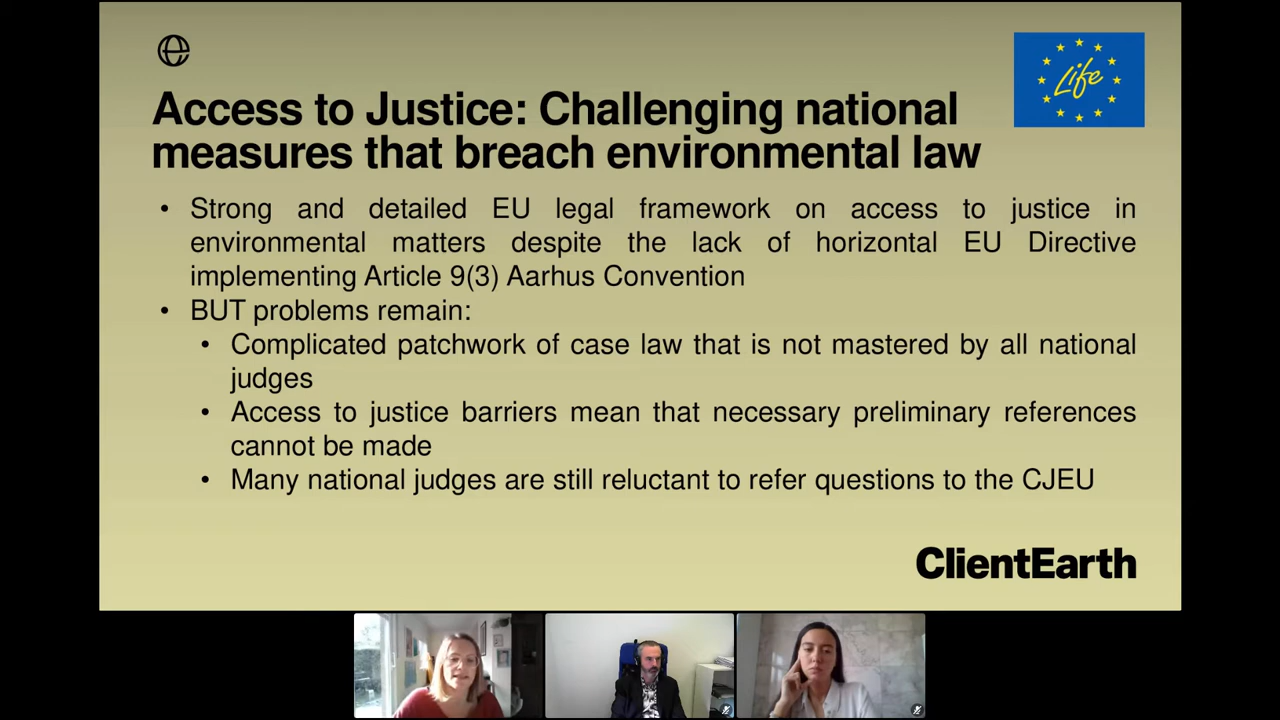 Life
Access to Justice: Challenging national
measures that breach environmental law
• Strong and detailed EU legal framework on access to justice in
environmental matters despite the lack of horizontal EU Directive
implementing Article 9(3) Aarhus Convention
• BUT problems remain:
• Complicated patchwork of case law that is not mastered by all national
judges
• Access to justice barriers mean that necessary preliminary references
cannot be made
• Many national judges are still reluctant to refer questions to the CJEU
ClientEarth